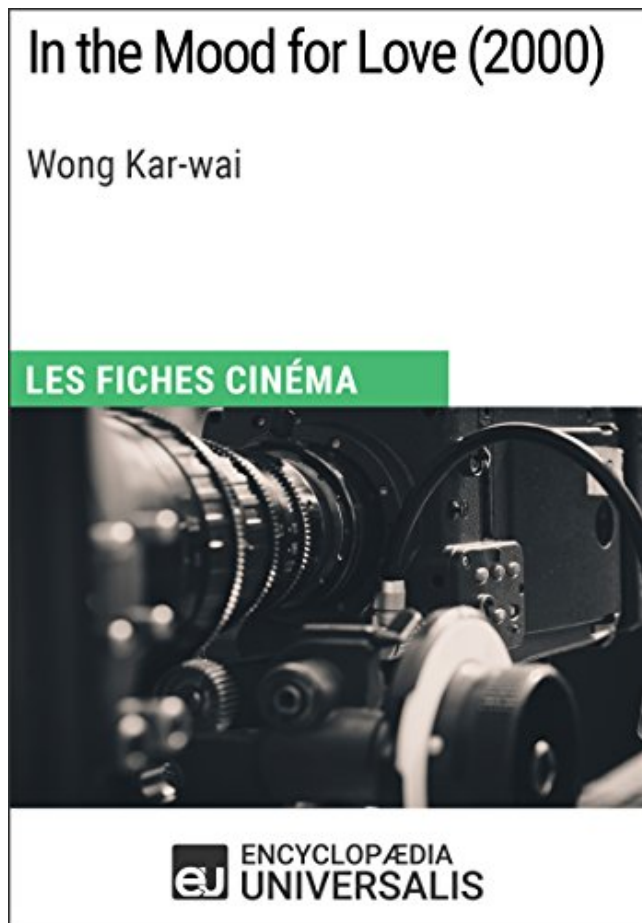 In the Mood for Love (2000)
Wong Kar-wai
LES FICHES CINÉMA
eu ENCYCLOPÆDIA
UNIVERSALIS